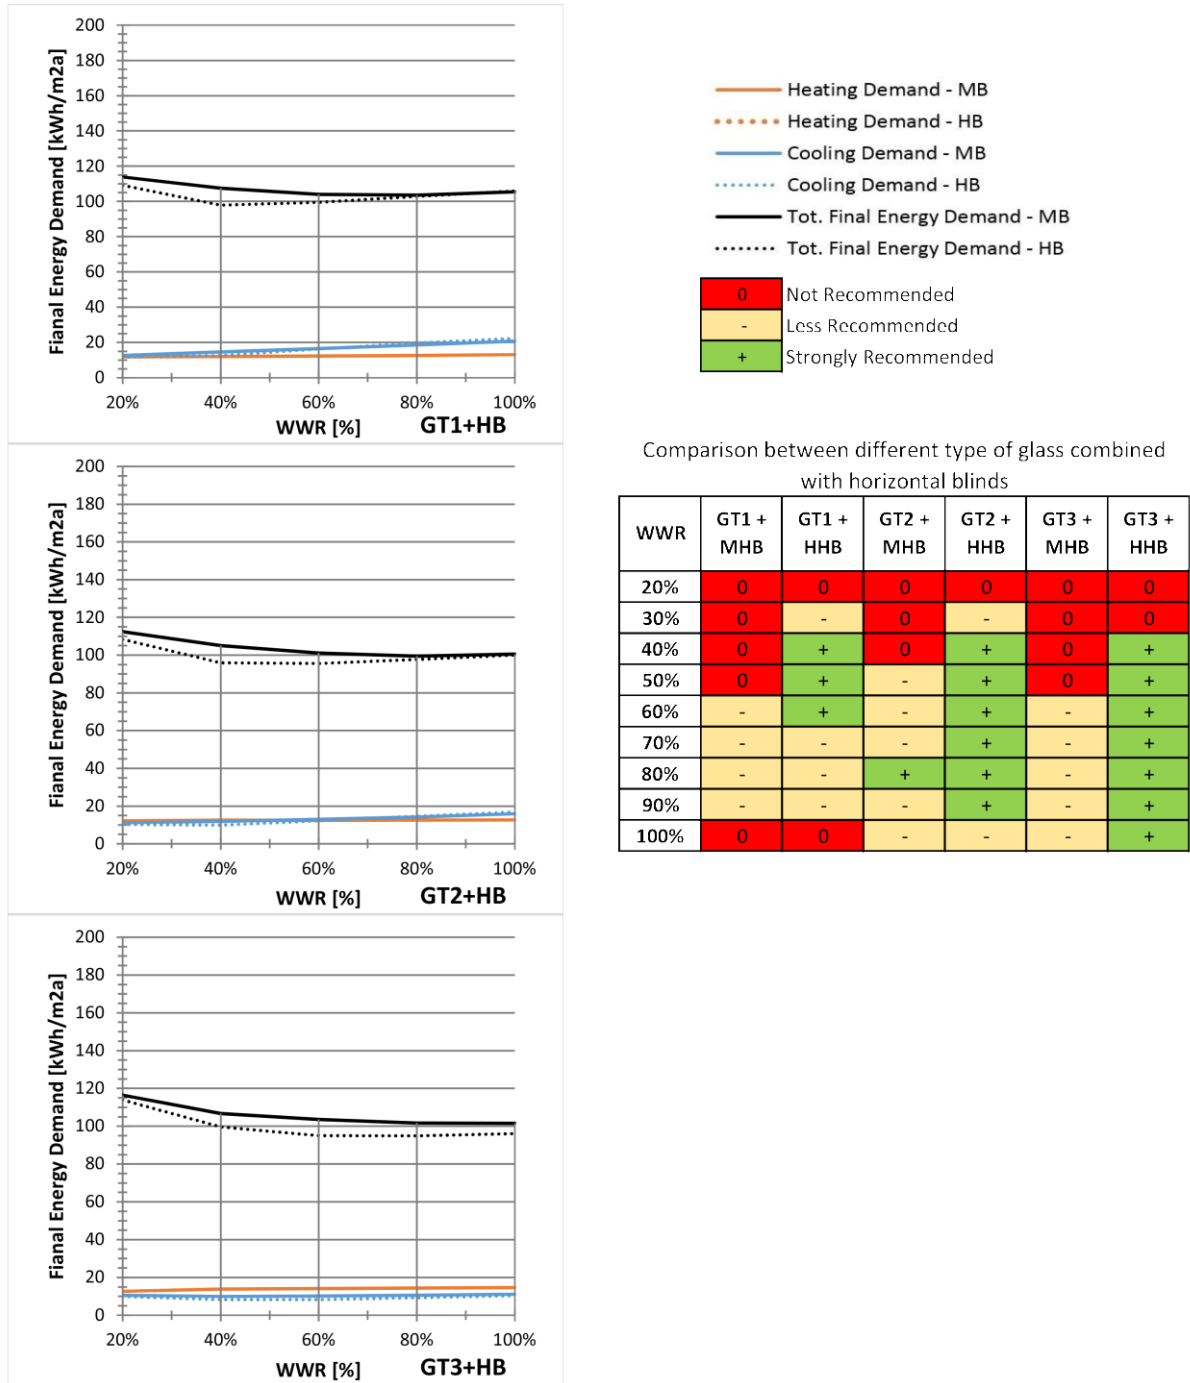 200
180
160
140
120
100
80
60
40
20
0
Fianal Energy Demand [kWh/m2a]
20% 40% 60% 80% 100%
WWR [%] GT1+HB
200
180
160
140
120
100
80
60
40
20
0
Fianal Energy Demand [kWh/m2a]
20% 40% 60% 80% 100%
WWR [%] GT2+HB
200
180
160
140
120
100
80
60
40
20
0
Fianal Energy Demand [kWh/m2a]
20% 40% 60% 80% 100%
WWR [%] GT3+HB
Heating Demand - MB
Heating Demand - HB
Cooling Demand - MB
Cooling Demand - HB
Tot. Final Energy Demand - MB
Tot. Final Energy Demand - HB
0 Not Recommended
- Less Recommended
+ Strongly Recommended
Comparison between different type of glass combined
with horizontal blinds
WWR GT1 + MHB GT1 + HHB GT2 + MHB GT2 + HHB GT3 + MHB GT3 + HHB
20% 0 0 0 0 0 0
30% 0 - 0 - 0 0
40% 0 + 0 + 0 +
50% 0 + - + 0 +
60% - + - + - +
70% - - - + - +
80% - - + + - +
90% - - - + - +
100% 0 0 - - - +